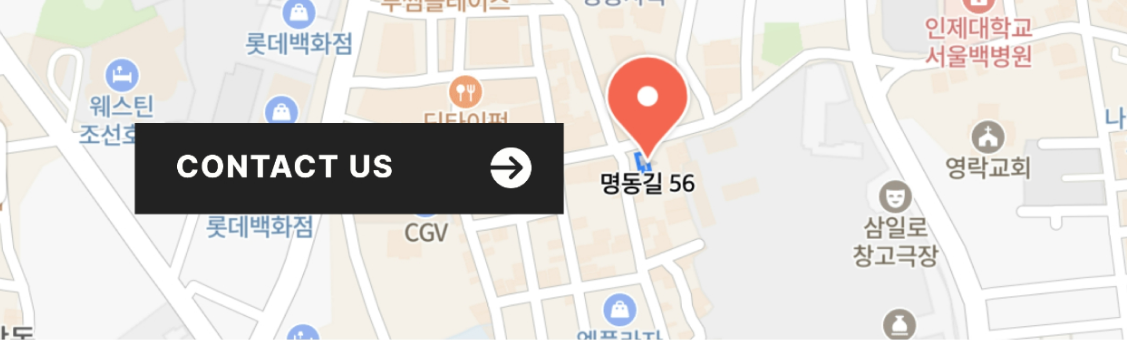 롯데백화점
인제대학교
서울백병원
웨스틴
CONTACT US
명동길 56
영락교회
롯데백화점
CGV
삼일로
창고극장